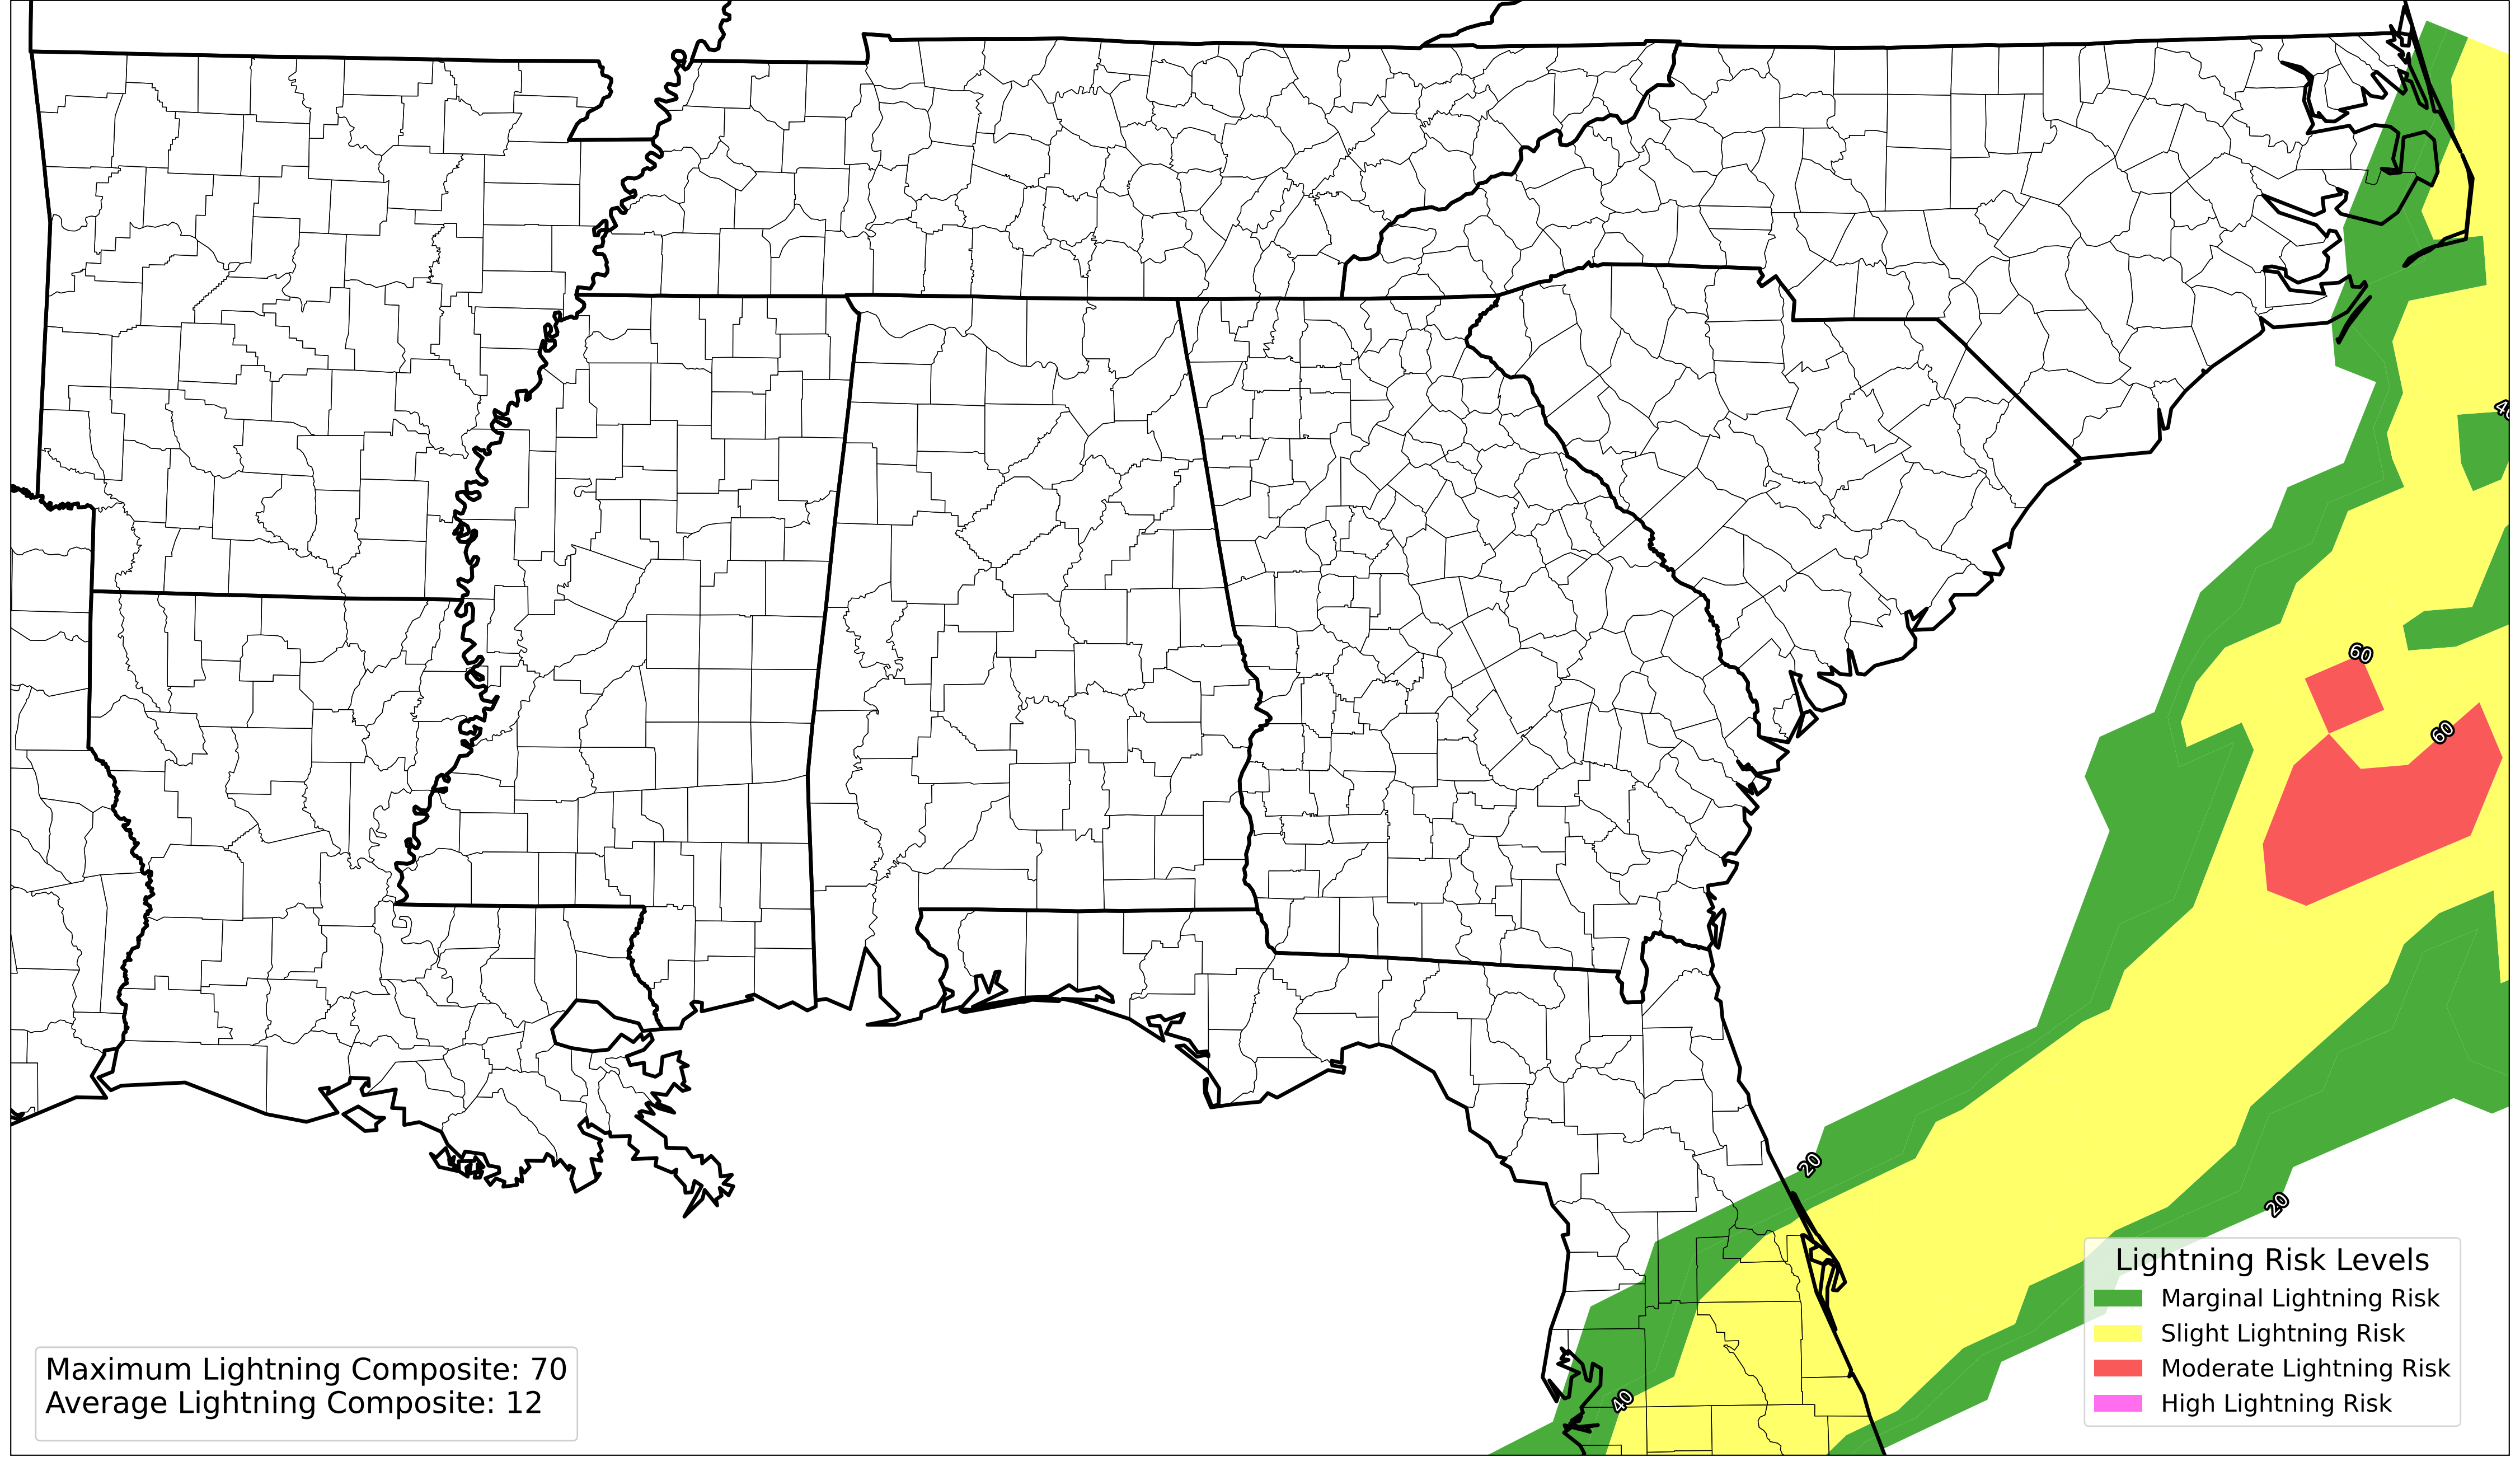 40
60
60
20
20
40
Lightning Risk Levels
Marginal Lightning Risk
Slight Lightning Risk
Moderate Lightning Risk
High Lightning Risk
Maximum Lightning Composite: 70
Average Lightning Composite: 12